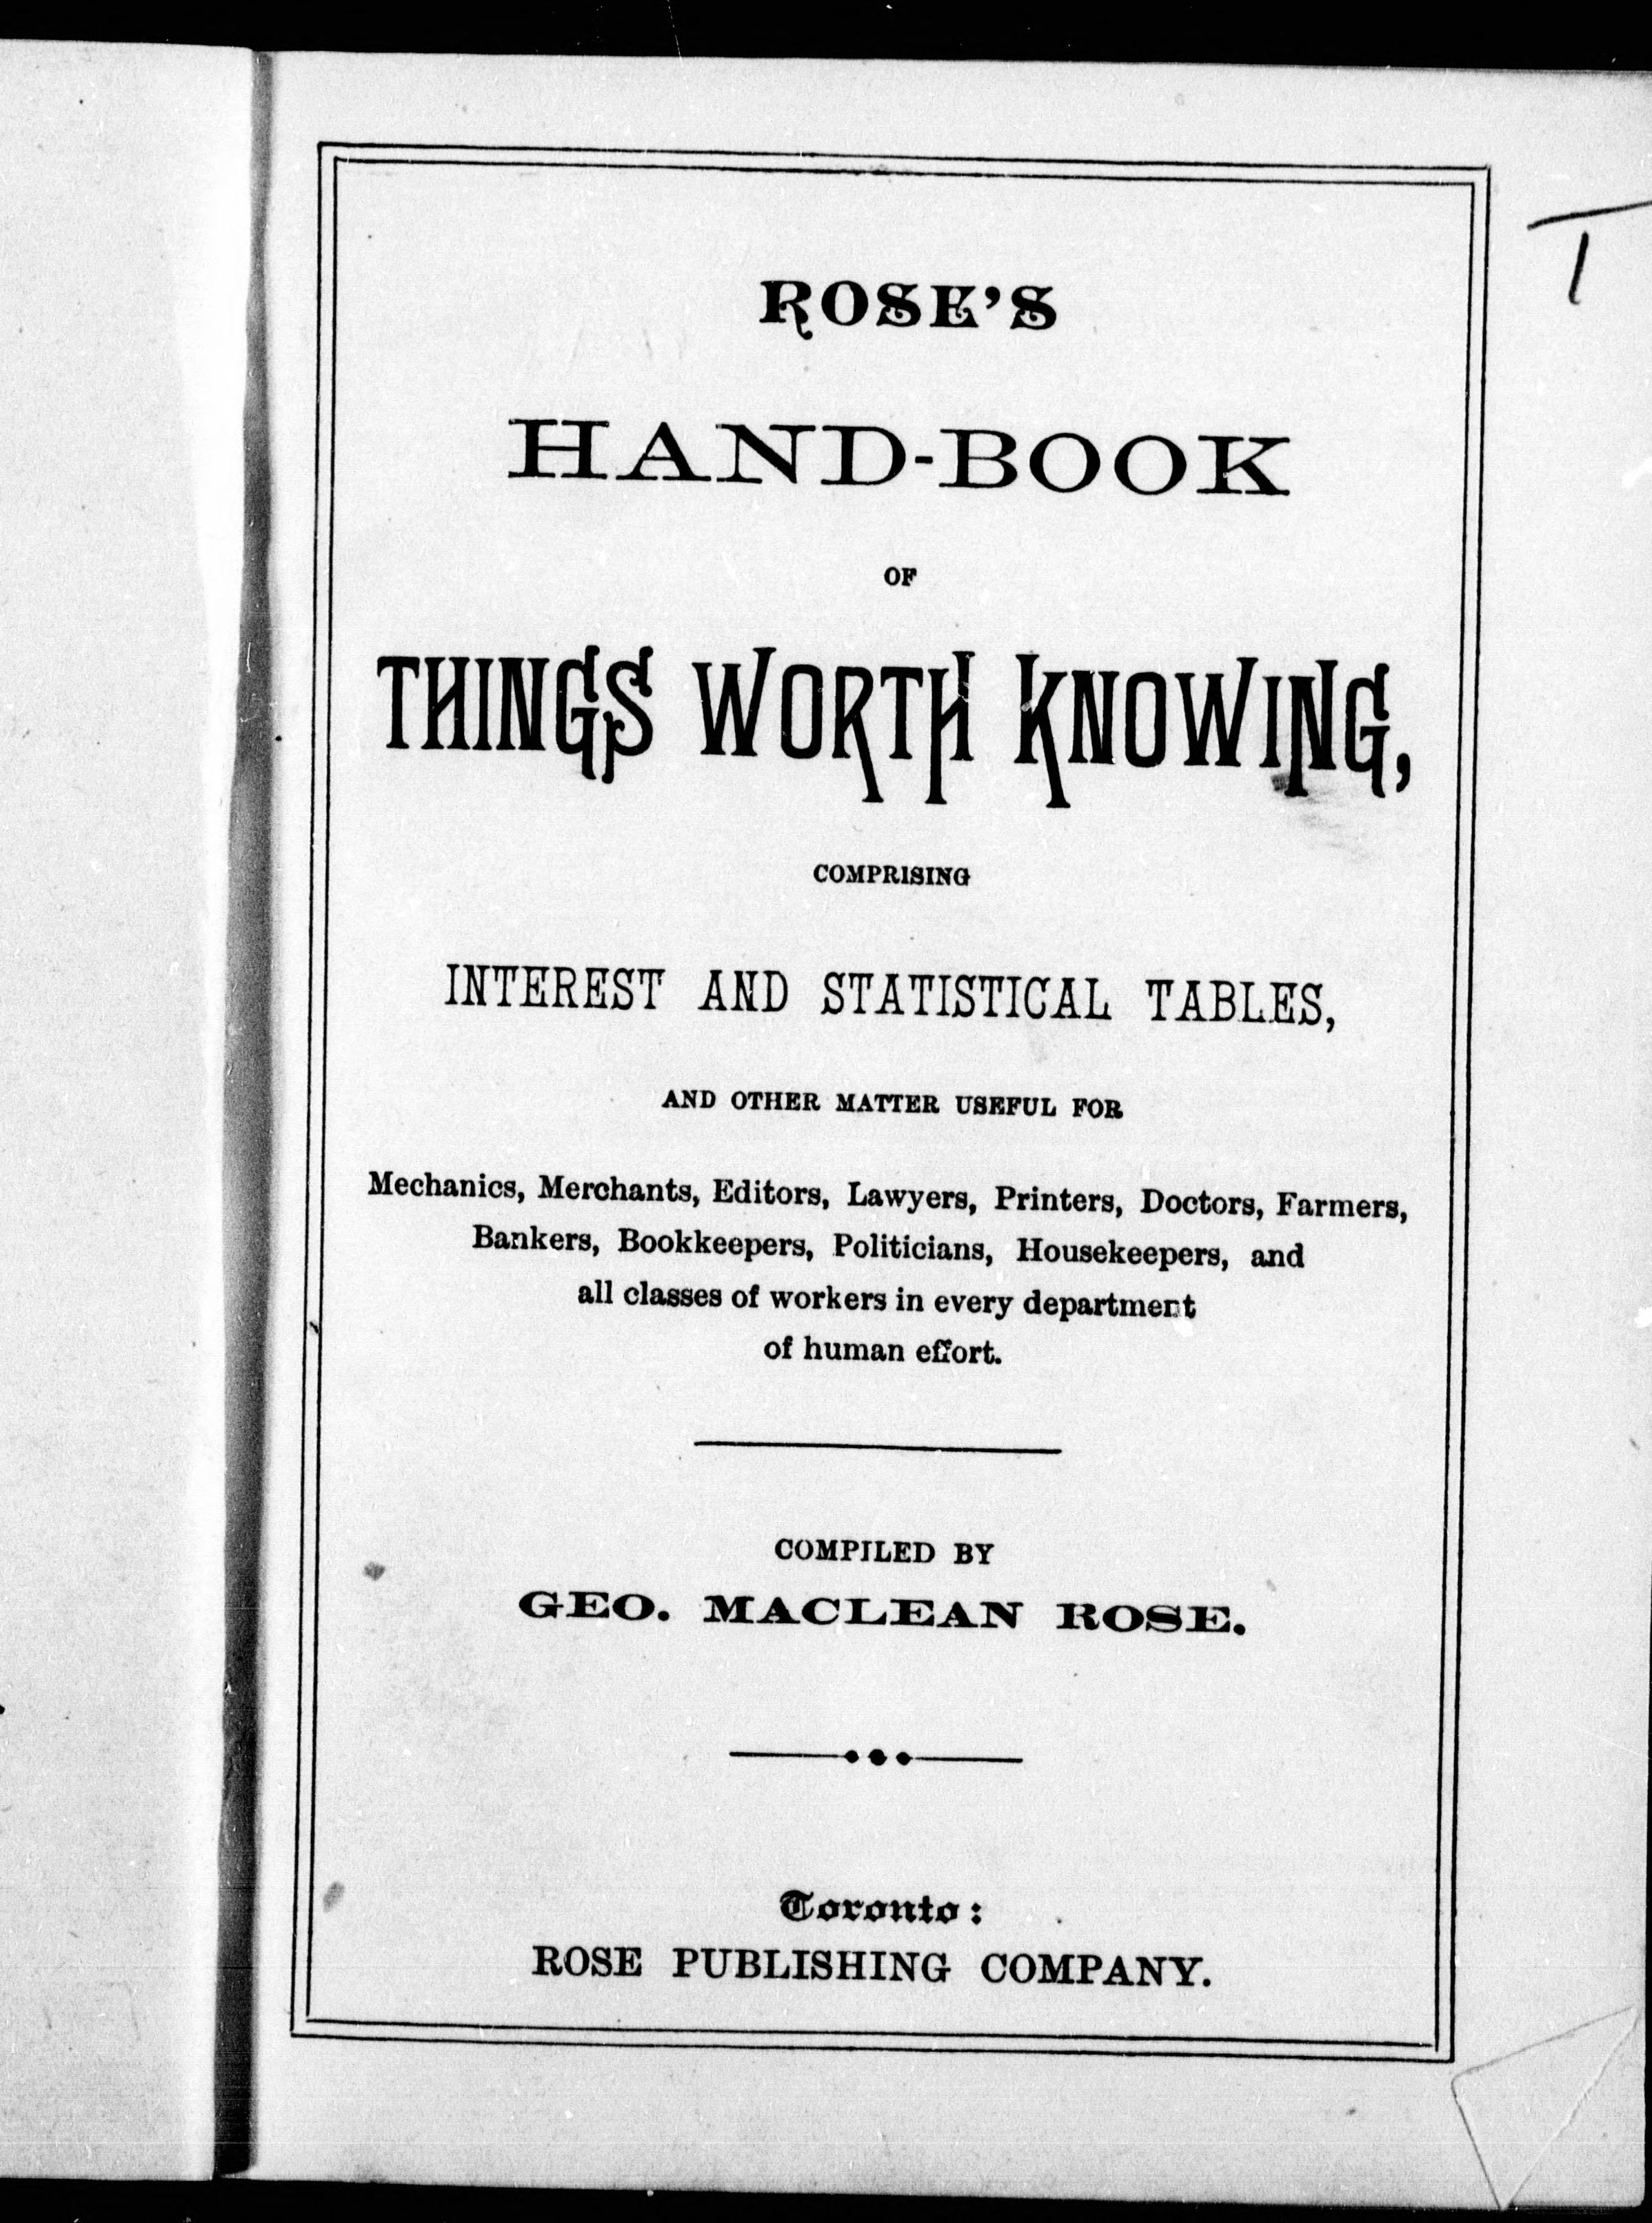 ROSE'S
HAND-BOOK
OF
THINGS WORTH KNOWING,
COMPRISING
INTEREST AND STATISTICAL TABLES,
AND OTHER MATTER USEFUL FOR
Mechanics, Merchants, Editors, Lawyers, Printers, Doctors, Farmers,
Bankers, Bookkeepers, Politicians, Housekeepers, and
all classes of workers in every department
of human effort.
COMPILED BY
GEO. MACLEAN ROSE.
Toronto:
ROSE PUBLISHING COMPANY.